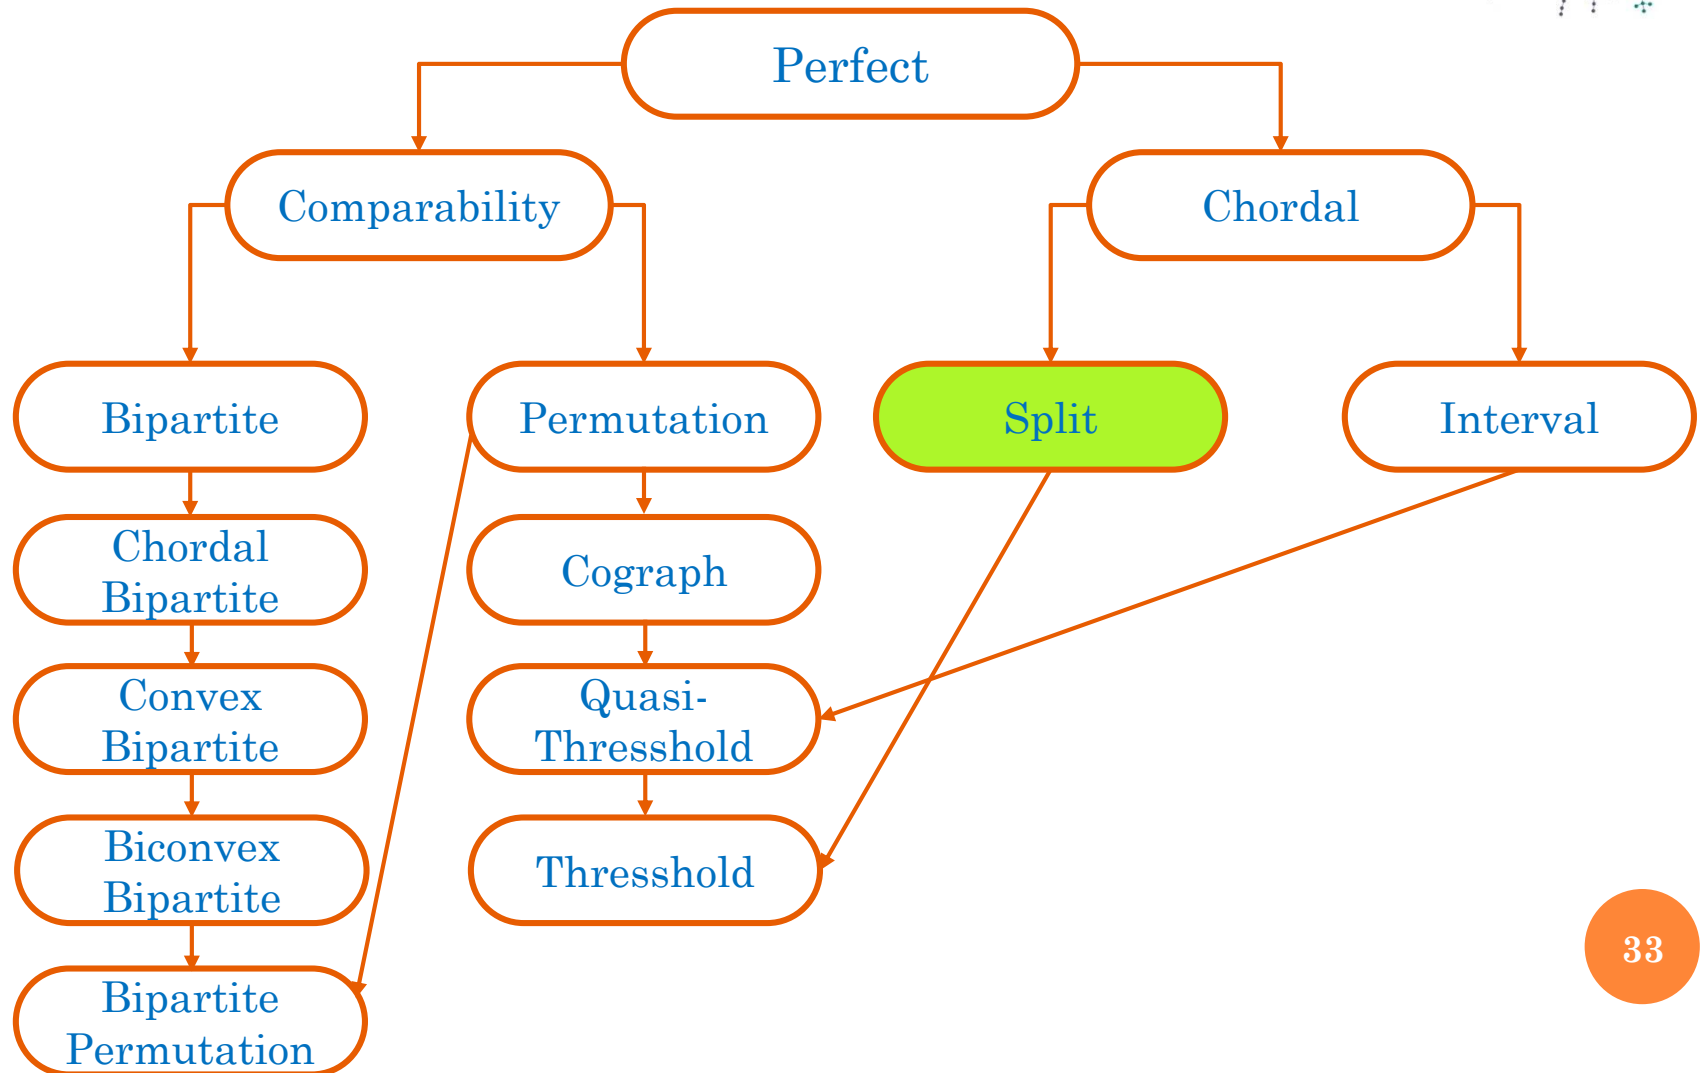 Perfect
Comparability
Chordal
Bipartite
Permutation
Split
Interval
Chordal
Bipartite
Cograph
Convex
Bipartite
Quasi-
Thresshold
Biconvex
Bipartite
Thresshold
33
Bipartite
Permutation